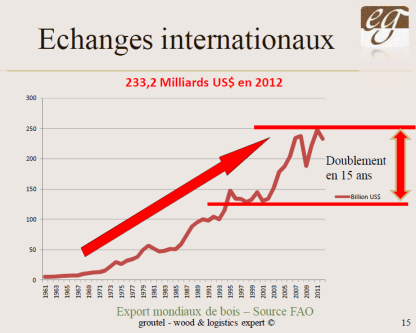 eg
Echanges internationaux
233,2 Milliards US$ en 2012
300
250
200
150
100
50
0
Doublement
en 15 ans
Billion US$
1961 1963 1965 1967 1969 1971 1973 1975 1977 1979 1981 1983 1985 1987 1989 1991 1993 1995 1997 1999 2001 2003 2005 2007 2009 2011
Export mondiaux de bois – Source FAO
groutel - wood & logistics expert © 15